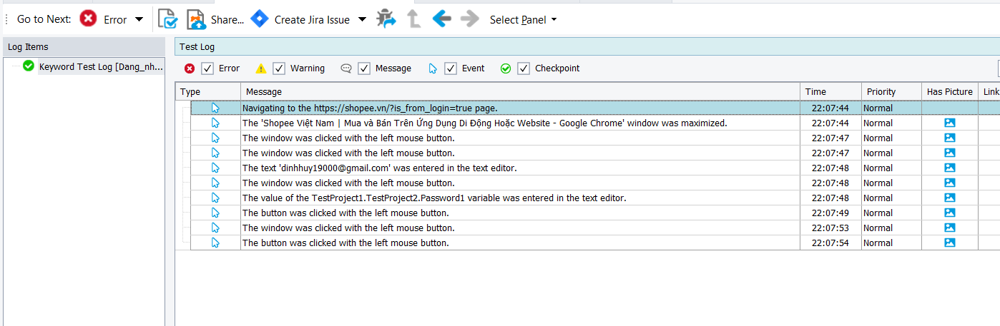 Go to Next: Error Share... Create Jira Issue Select Panel
Log Items
Test Log
Keyword Test Log [Dang_nh...
Error Warning Message Event Checkpoint
Type Message Time Priority Has Picture Link
Navigating to the https://shopee.vn/?is_from_login=true page. 22:07:44 Normal
The 'Shopee Việt Nam | Mua và Bán Trên Ứng Dụng Di Động Hoặc Website - Google Chrome' window was maximized. 22:07:44 Normal
The window was clicked with the left mouse button. 22:07:47 Normal
The window was clicked with the left mouse button. 22:07:47 Normal
The text 'dinhhuy19000@gmail.com' was entered in the text editor. 22:07:48 Normal
The window was clicked with the left mouse button. 22:07:48 Normal
The value of the TestProject1.TestProject2.Password1 variable was entered in the text editor. 22:07:48 Normal
The button was clicked with the left mouse button. 22:07:49 Normal
The window was clicked with the left mouse button. 22:07:53 Normal
The button was clicked with the left mouse button. 22:07:54 Normal